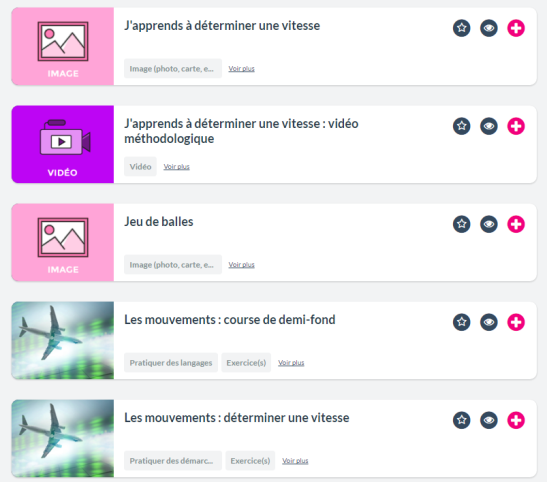 J'apprends à déterminer une vitesse
IMAGE
Image (photo, carte, e... Voir plus
J'apprends à déterminer une vitesse : vidéo
méthodologique
VIDÉO
Vidéo Voir plus
Jeu de balles
IMAGE
Image (photo, carte, e... Voir plus
Les mouvements : course de demi-fond
Pratiquer des langages Exercice(s) Voir plus
Les mouvements : déterminer une vitesse
Pratiquer des démarc... Exercice(s) Voir plus